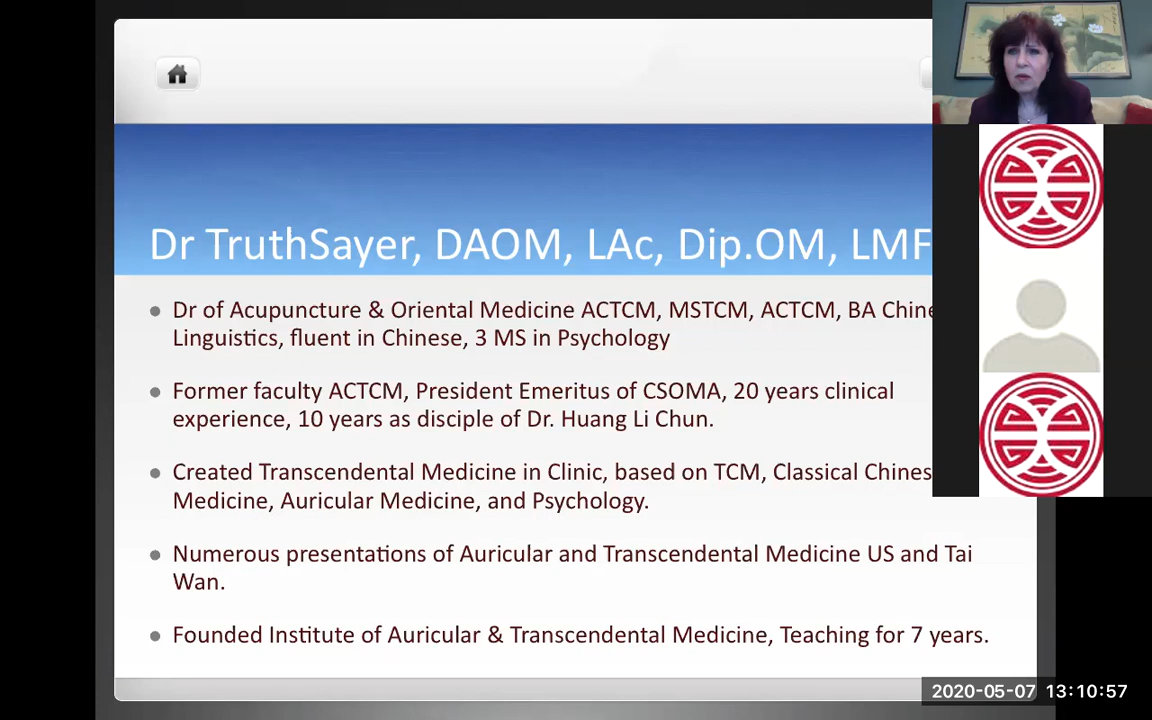 Dr TruthSayer, DAOM, LAc, Dip.OM, LMF
Dr of Acupuncture & Oriental Medicine ACTCM, MSTCM, ACTCM, BA Chine
Linguistics, fluent in Chinese, 3 MS in Psychology
Former faculty ACTCM, President Emeritus of CSOMA, 20 years clinical
experience, 10 years as disciple of Dr. Huang Li Chun.
Created Transcendental Medicine in Clinic, based on TCM, Classical Chines
Medicine, Auricular Medicine, and Psychology.
Numerous presentations of Auricular and Transcendental Medicine US and Tai
Wan.
Founded Institute of Auricular & Transcendental Medicine, Teaching for 7 years.
2020-05-07 13:10:57